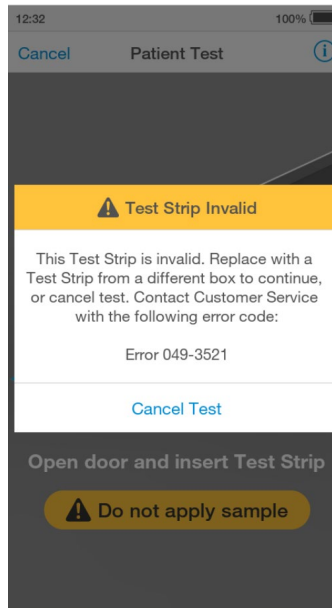 12:32 100%
Cancel Patient Test
Test Strip Invalid
This Test Strip is invalid. Replace with a
Test Strip from a different box to continue,
or cancel test. Contact Customer Service
with the following error code:
Error 049-3521
Cancel Test
Open door and insert Test Strip
Do not apply sample